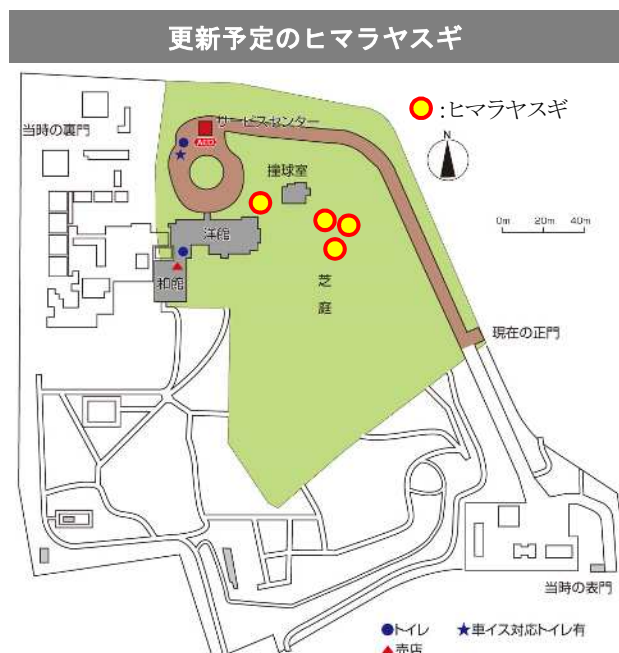 更新予定のヒマラヤスギ
:ヒマラヤスギ
当時の裏門
サービスセンター
AED
N
撞球室
0m 20m 40m
洋館
和館
芝庭
現在の正門
当時の表門
トイレ ★車イス対応トイレ有
売店